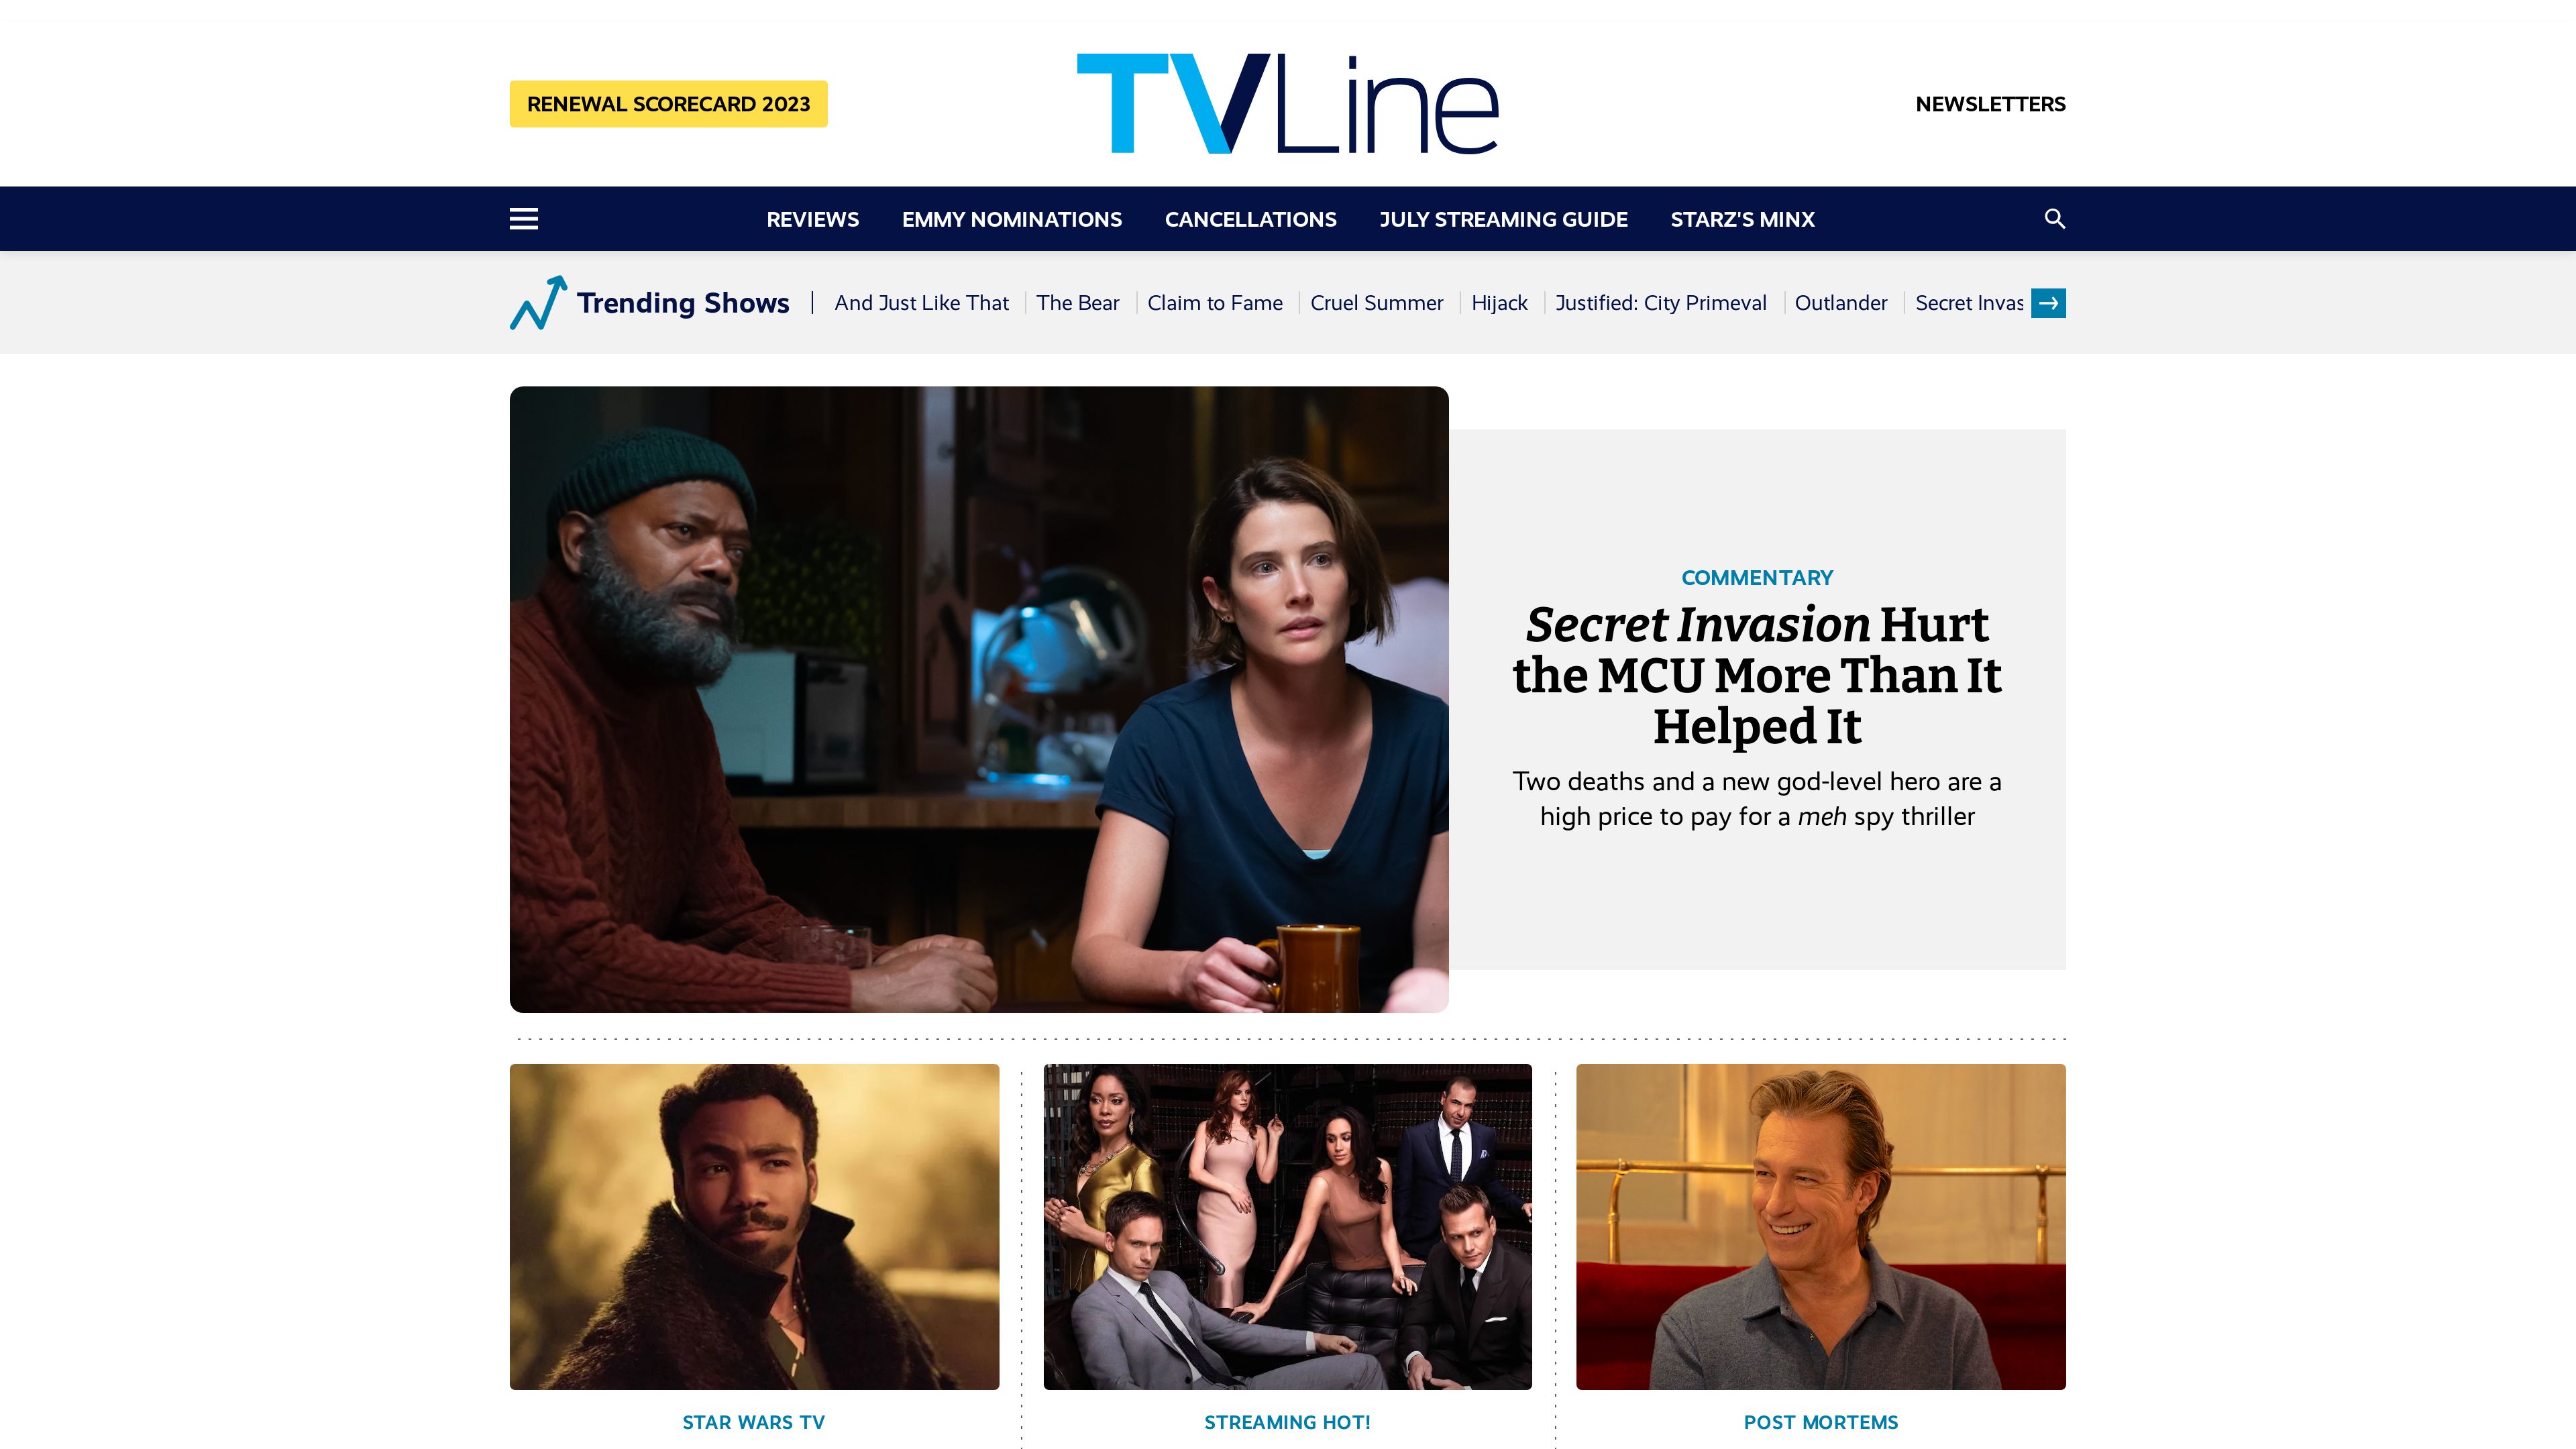 RENEWAL SCORECARD 2023
TVLine
NEWSLETTERS
REVIEWS EMMY NOMINATIONS CANCELLATIONS JULY STREAMING GUIDE STARZ'S MINX
Trending Shows And Just Like That The Bear Claim to Fame Cruel Summer Hijack Justified: City Primeval Outlander Secret Invas
COMMENTARY
Secret Invasion Hurt
the MCU More Than It
Helped It
Two deaths and a new god-level hero are a
high price to pay for a meh spy thriller
STAR WARS TV
STREAMING HOT!
POST MORTEMS